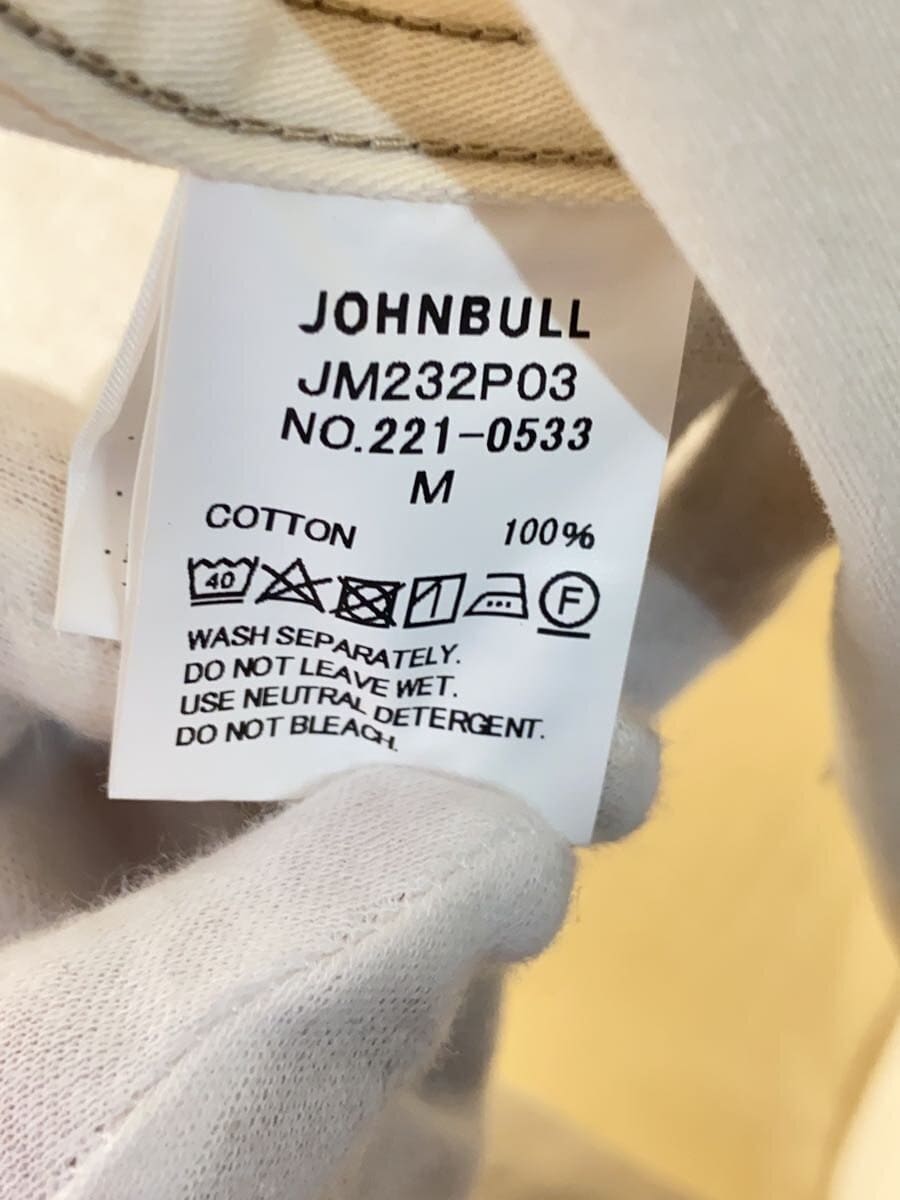 JOHNBULL
JM232P03
NO.221-0533
M
COTTON 100%
40 F
WASH SEPARATELY.
DO NOT LEAVE WET.
USE NEUTRAL DETERGENT.
DO NOT BLEACH.